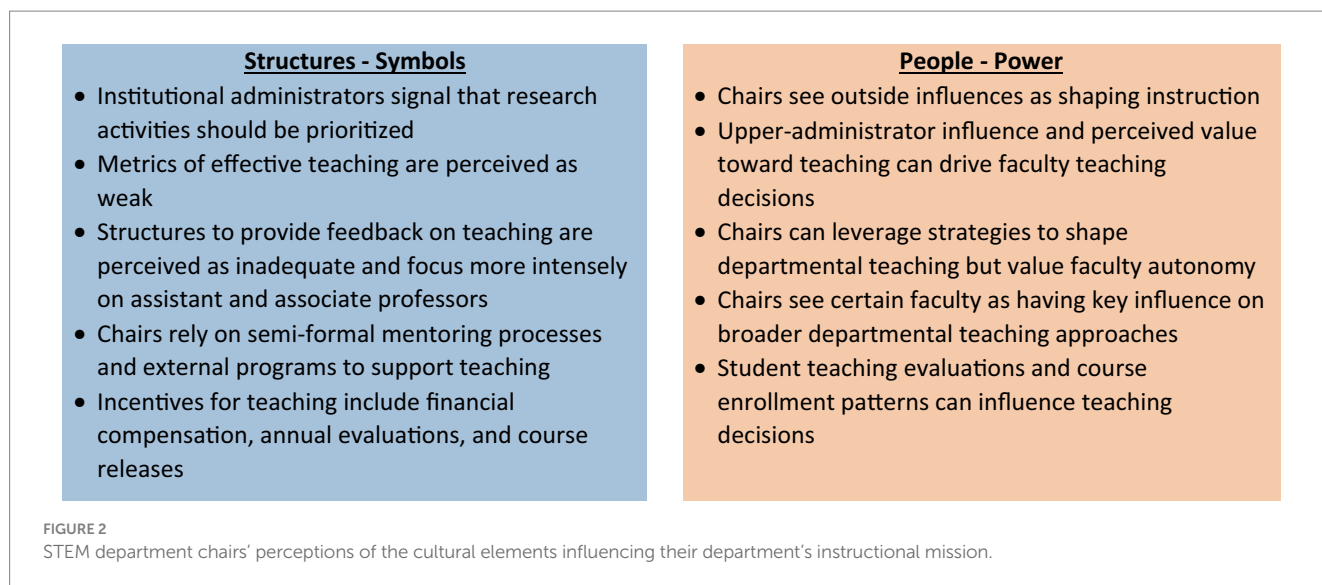 Structures - Symbols
• Institutional administrators signal that research
activities should be prioritized
• Metrics of effective teaching are perceived as
weak
• Structures to provide feedback on teaching are
perceived as inadequate and focus more intensely
on assistant and associate professors
• Chairs rely on semi-formal mentoring processes
and external programs to support teaching
• Incentives for teaching include financial
compensation, annual evaluations, and course
releases
People - Power
• Chairs see outside influences as shaping instruction
• Upper-administrator influence and perceived value
toward teaching can drive faculty teaching
decisions
• Chairs can leverage strategies to shape
departmental teaching but value faculty autonomy
• Chairs see certain faculty as having key influence on
broader departmental teaching approaches
• Student teaching evaluations and course
enrollment patterns can influence teaching
decisions
FIGURE 2
STEM department chairs’ perceptions of the cultural elements influencing their department’s instructional mission.